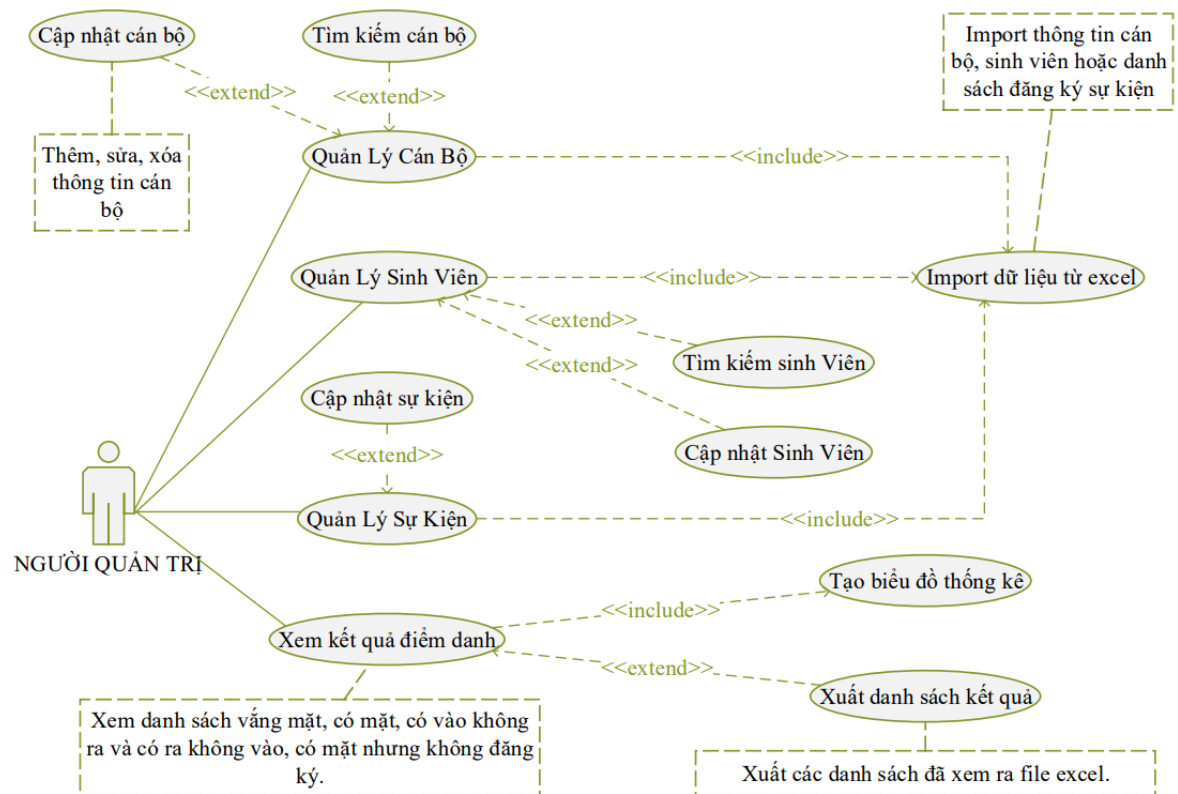 Cập nhật cán bộ
Tìm kiếm cán bộ
Import thông tin cán
bộ, sinh viên hoặc danh
sách đăng ký sự kiện
<<extend>>
<<extend>>
Thêm, sửa, xóa
thông tin cán
bộ
Quản Lý Cán Bộ
<<include>>
Quản Lý Sinh Viên
<<include>>
Import dữ liệu từ excel
<<extend>>
Tìm kiếm sinh Viên
<<extend>>
Cập nhật sự kiện
Cập nhật Sinh Viên
<<extend>>
Quản Lý Sự Kiện
<<include>>
NGƯỜI QUẢN TRỊ
Tạo biểu đồ thống kê
<<include>>
Xem kết quả điểm danh
<<extend>>
Xuất danh sách kết quả
Xem danh sách vắng mặt, có mặt, có vào không
ra và có ra không vào, có mặt nhưng không đăng
ký.
Xuất các danh sách đã xem ra file excel.